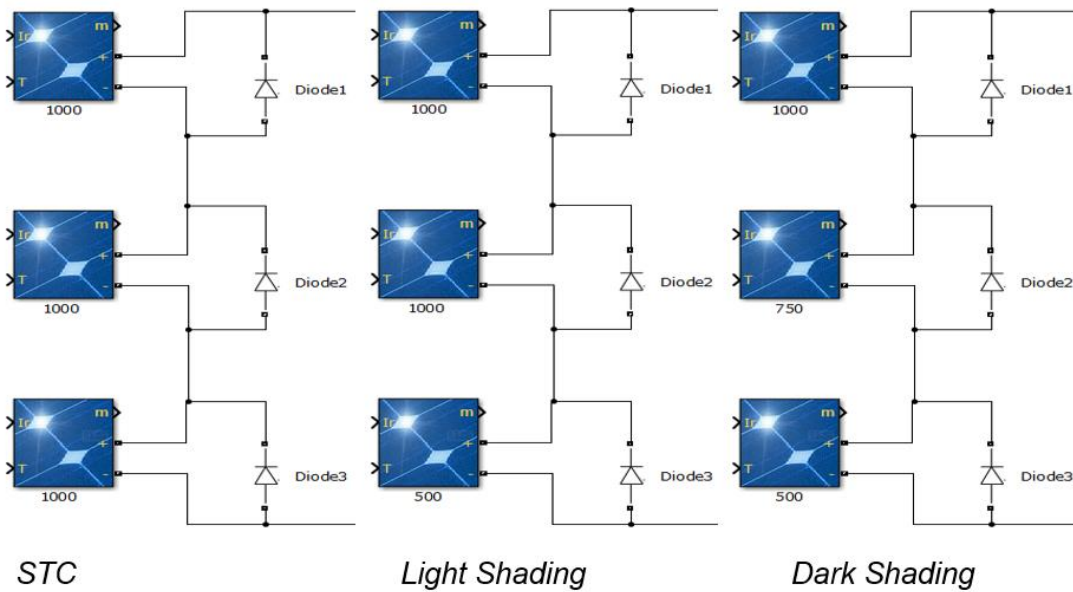 m
Ir
+
T
-
1000
Diode1
m
Ir
+
T
-
1000
Diode2
m
Ir
+
T
-
1000
Diode3
STC
m
Ir
+
T
-
1000
Diode1
m
Ir
+
T
-
1000
Diode2
m
Ir
+
T
-
500
Diode3
Light Shading
m
Ir
+
T
-
1000
Diode1
m
Ir
+
T
-
750
Diode2
m
Ir
+
T
-
500
Diode3
Dark Shading